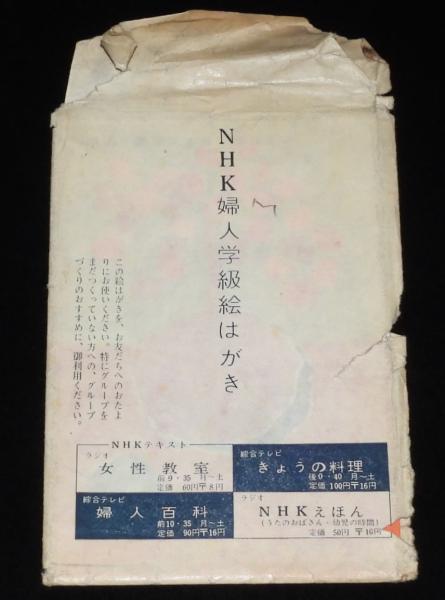 NHK婦人学級絵はがき
この絵はがきを、お友だちへのおたよ
りにお使いください。特にグループを
まだつくっていない方への、グループ
づくりのおすすめに、御利用ください。
NHKテキスト
ラジオ
女性教室
前9・35 月〜土
定価 60円〒8円
綜合テレビ
きょうの料理
後0・40 月〜土
定価 100円〒16円
綜合テレビ
婦人百科
前10・35 月〜土
定価 90円〒16円
ラジオ
NHKえほん
(うたのおばさん・幼児の時間)
定価 50円 〒16円